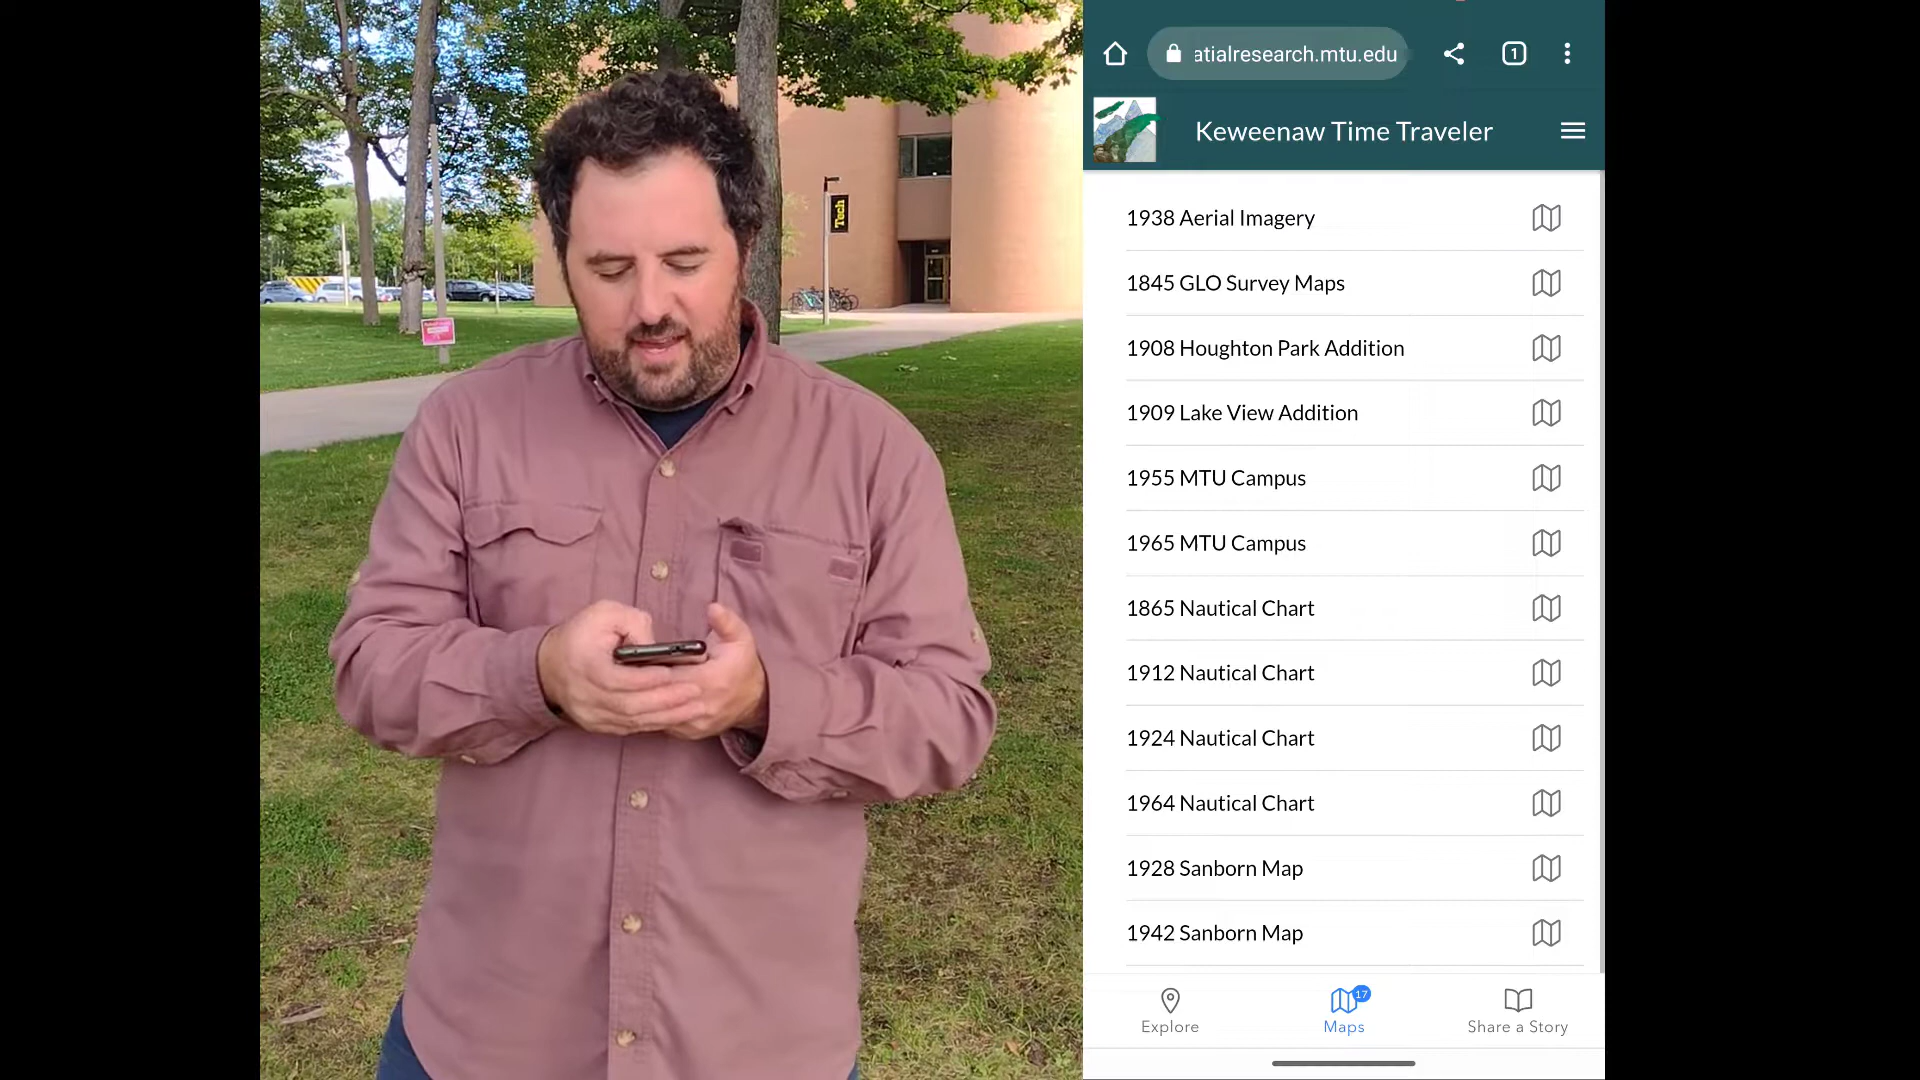 Tech
atialresearch.mtu.edu
1
Keweenaw Time Traveler
1938 Aerial Imagery
1845 GLO Survey Maps
1908 Houghton Park Addition
1909 Lake View Addition
1955 MTU Campus
1965 MTU Campus
1865 Nautical Chart
1912 Nautical Chart
1924 Nautical Chart
1964 Nautical Chart
1928 Sanborn Map
1942 Sanborn Map
17
Explore
Maps
Share a Story